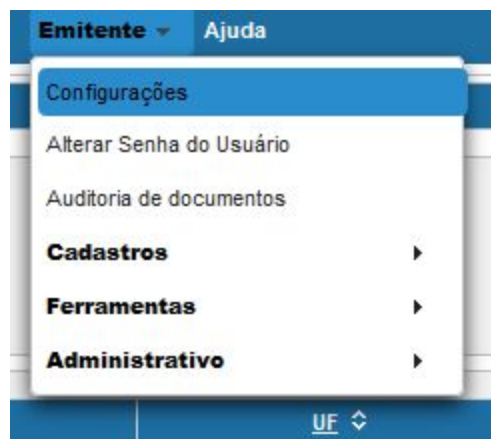 Emitente Ajuda
Configurações
Alterar Senha do Usuário
Auditoria de documentos
Cadastros
Ferramentas
Administrativo
UF